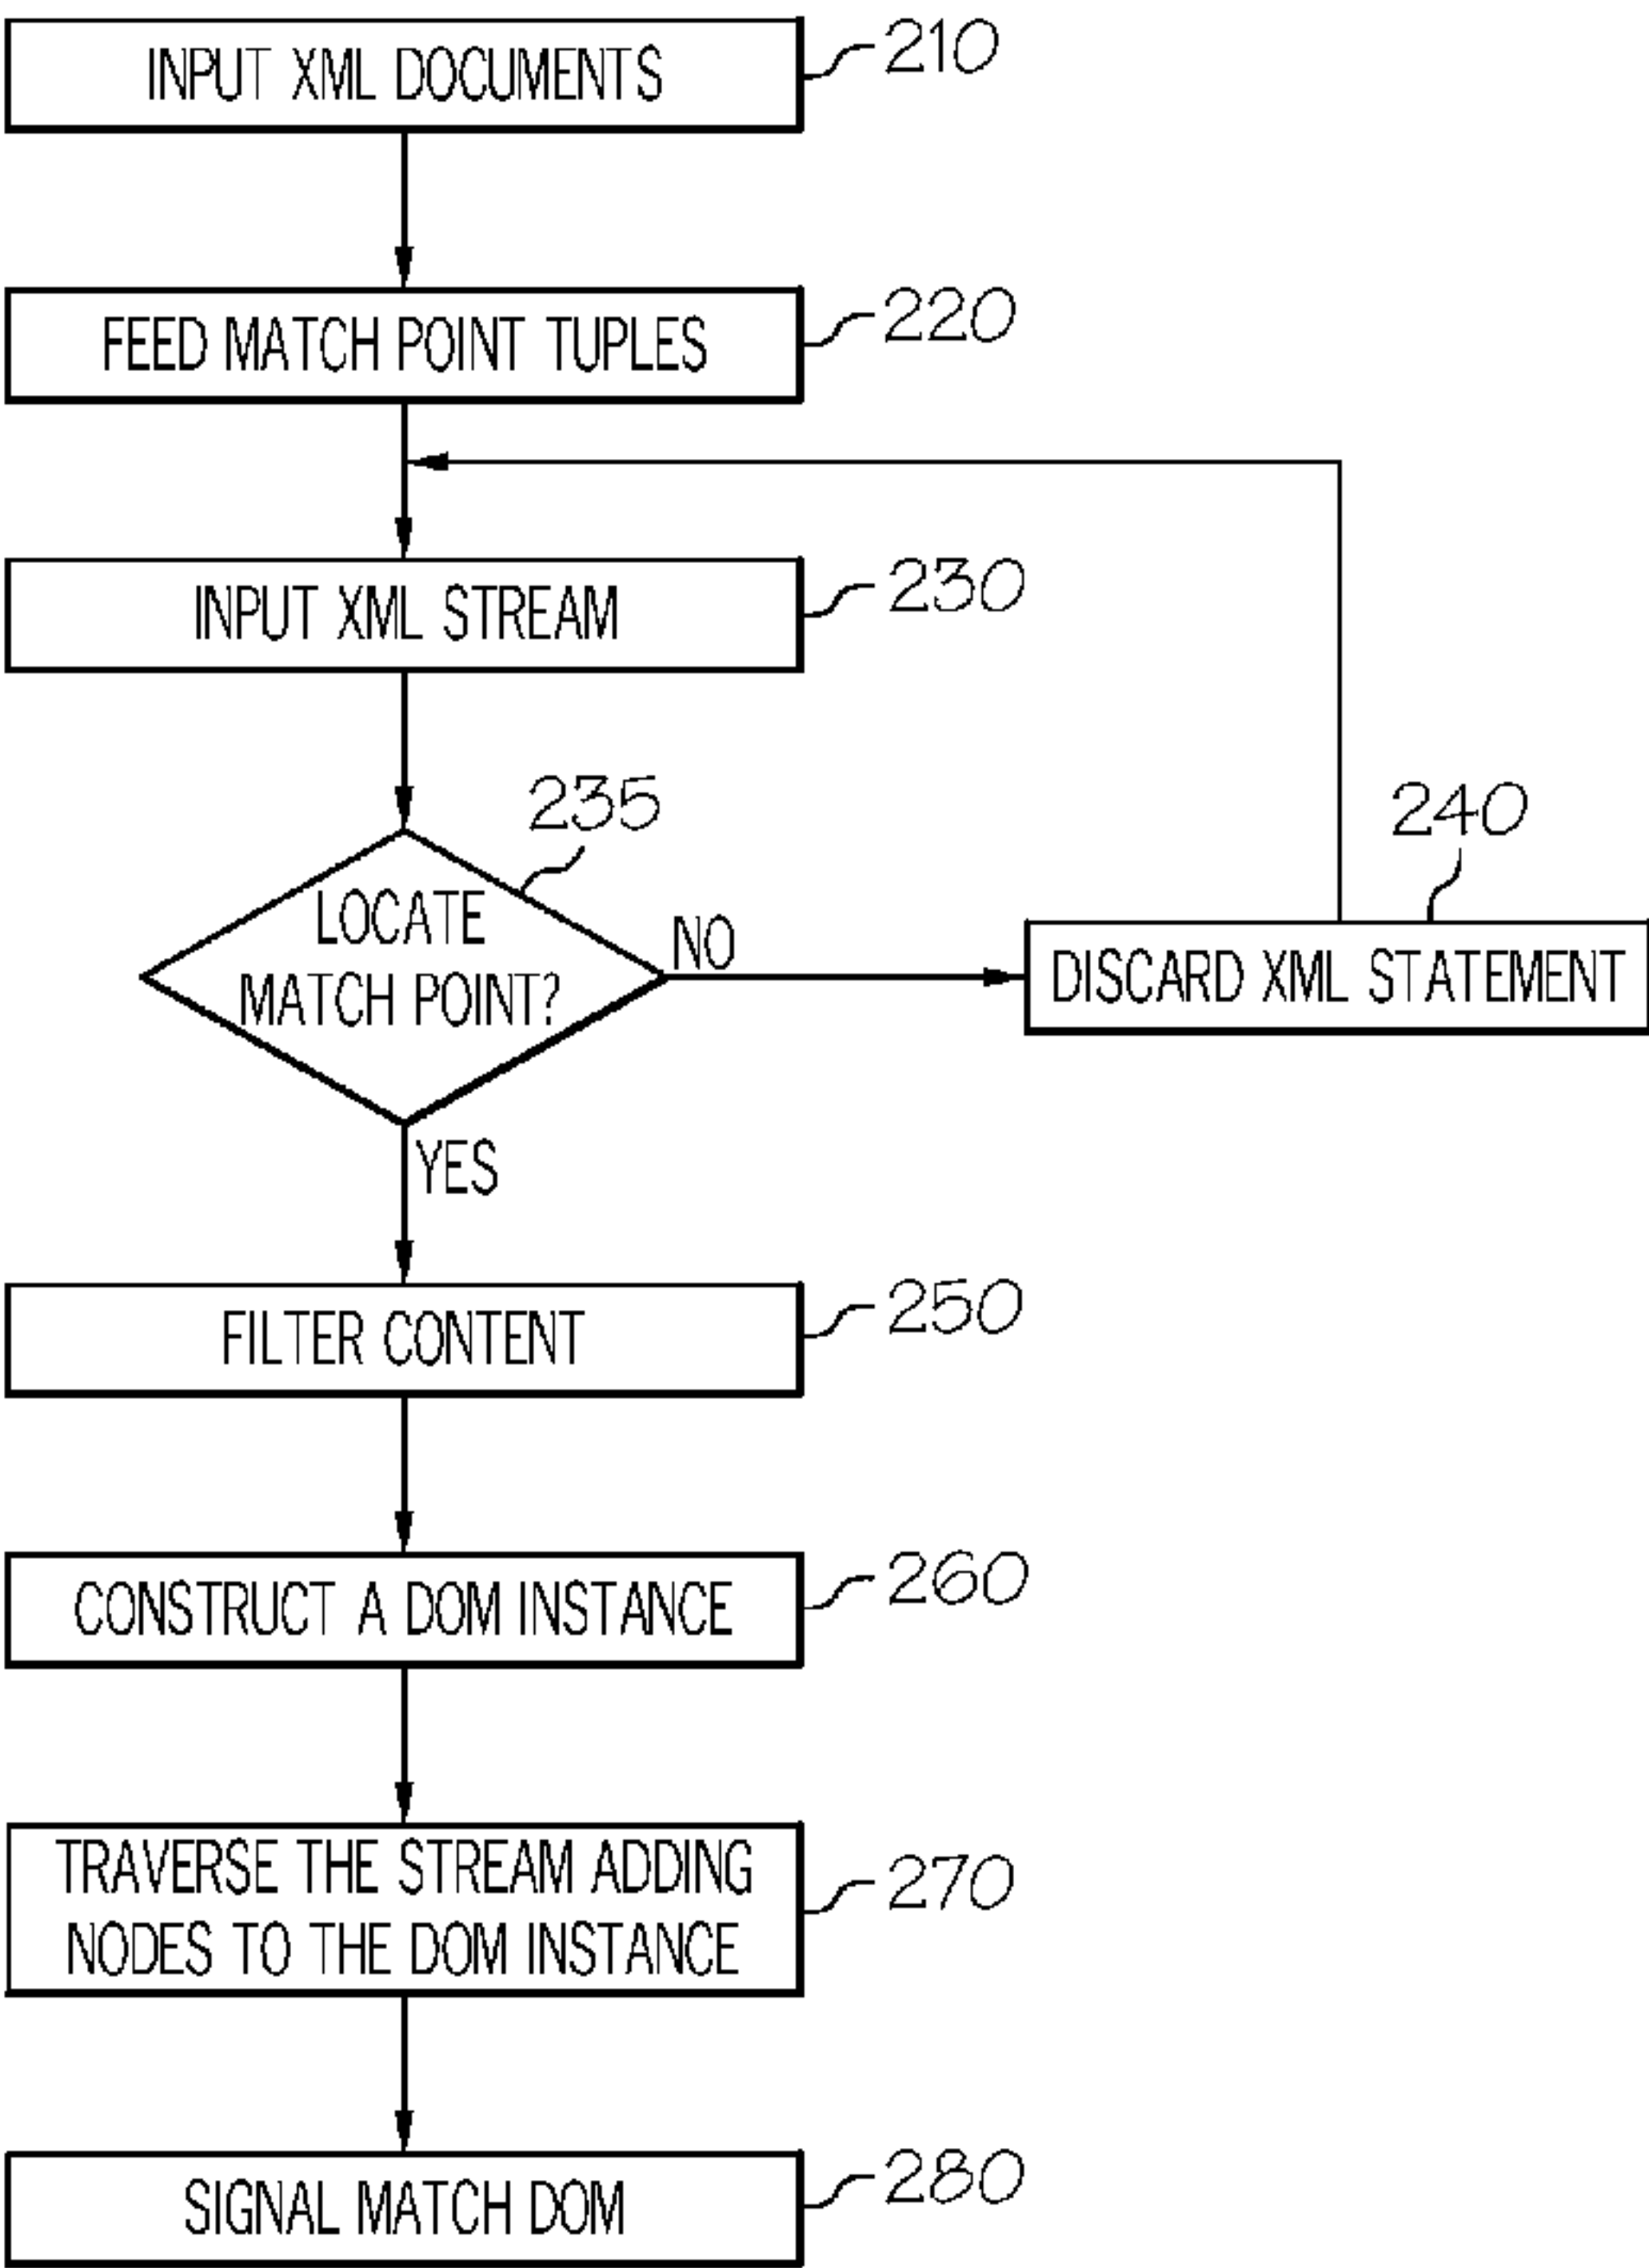 INPUT XML DOCUMENTS
210
FEED MATCH POINT TUPLES
220
INPUT XML STREAM
230
235
LOCATE
MATCH POINT?
NO
240
DISCARD XML STATEMENT
YES
FILTER CONTENT
250
CONSTRUCT A DOM INSTANCE
260
TRAVERSE THE STREAM ADDING
NODES TO THE DOM INSTANCE
270
SIGNAL MATCH DOM
280